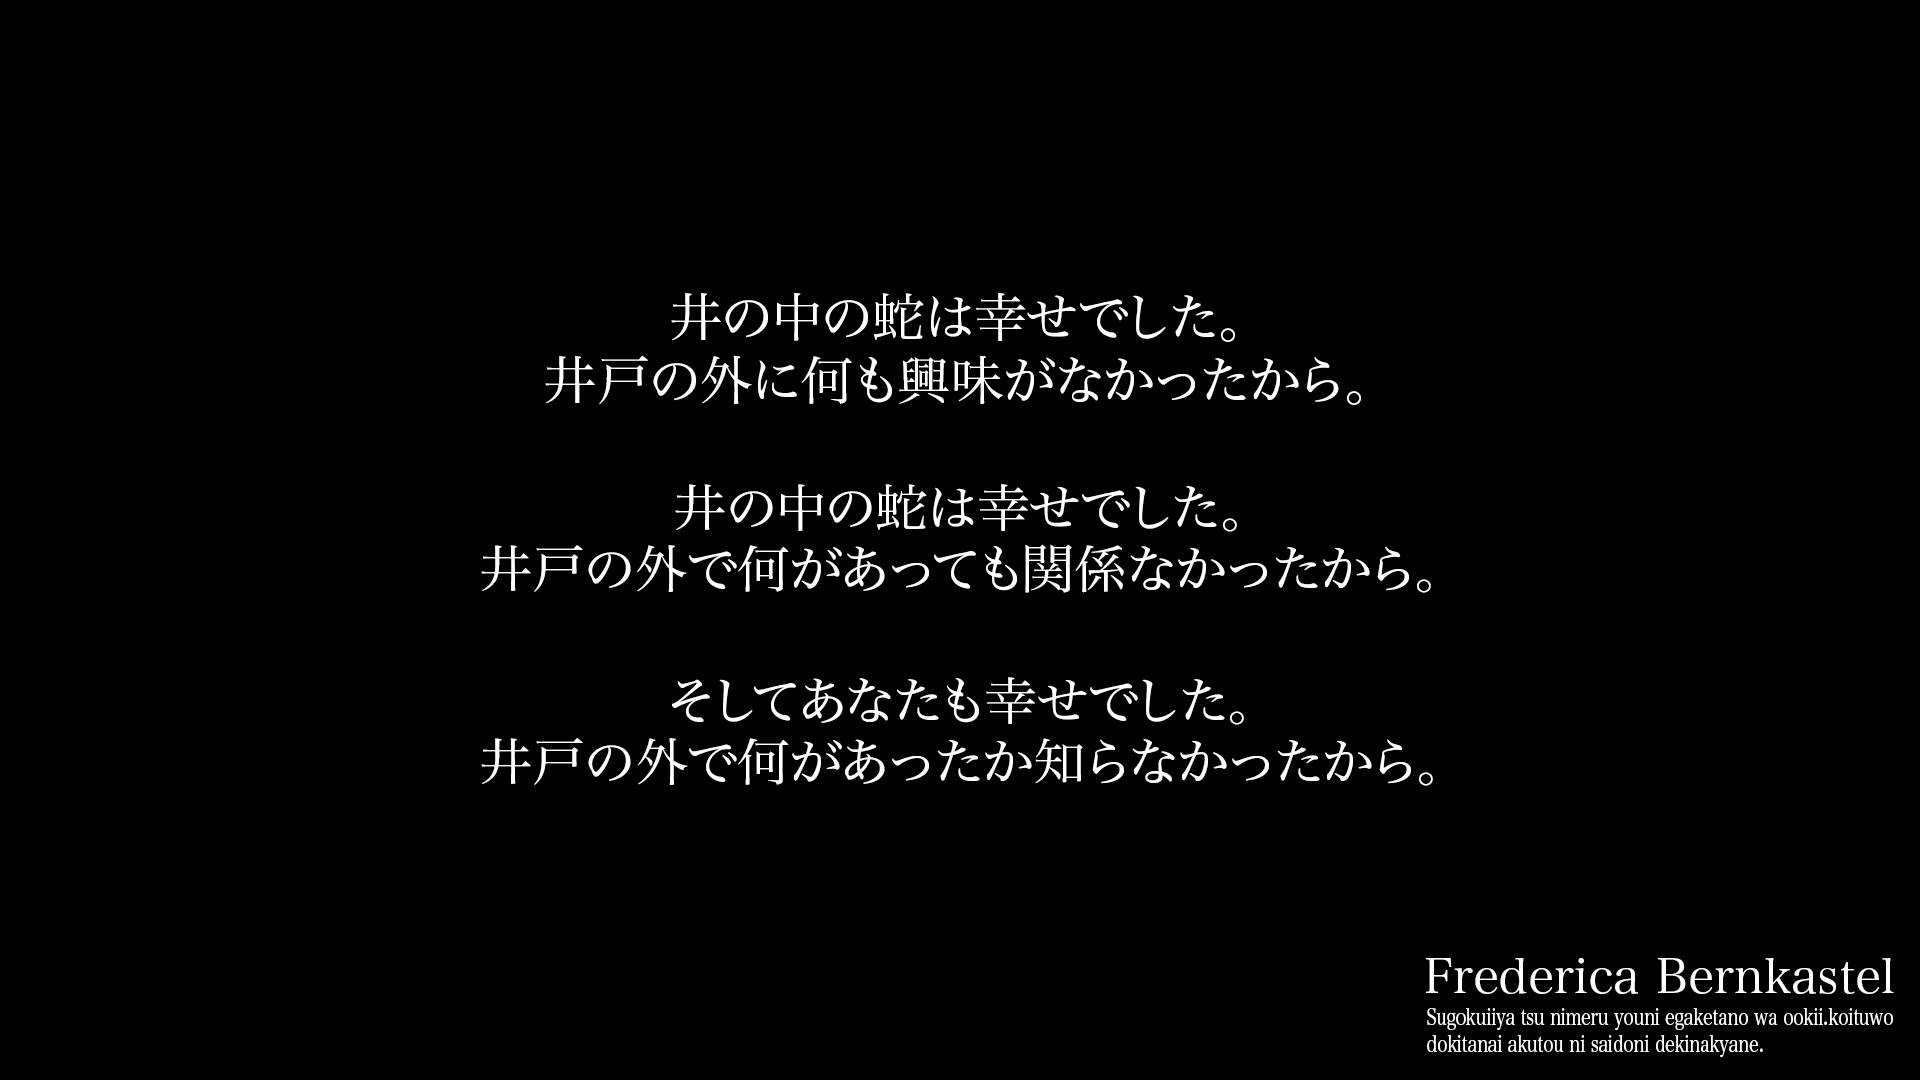 井の中の蛇は幸せでした。
井戸の外に何も興味がなかったから。
井の中の蛇は幸せでした。
井戸の外で何があっても関係なかったから。
そしてあなたも幸せでした。
井戸の外で何があったか知らなかったから。
Frederica Bernkastel
Sugokuiiya tsu nimeru youni egaketano wa ookii.koituwo
dokitanai akutou ni saidoni dekinakyane.